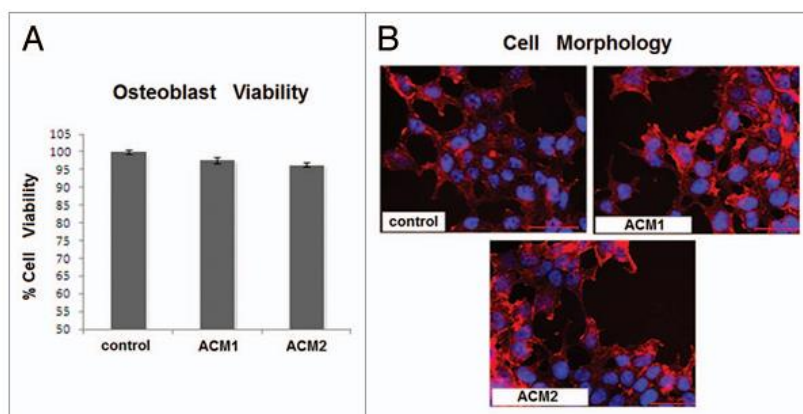 A
Osteoblast Viability
% Cell Viability
105
100
95
90
85
80
75
70
65
60
55
50
control
ACM1
ACM2
B
Cell Morphology
control
ACM1
ACM2